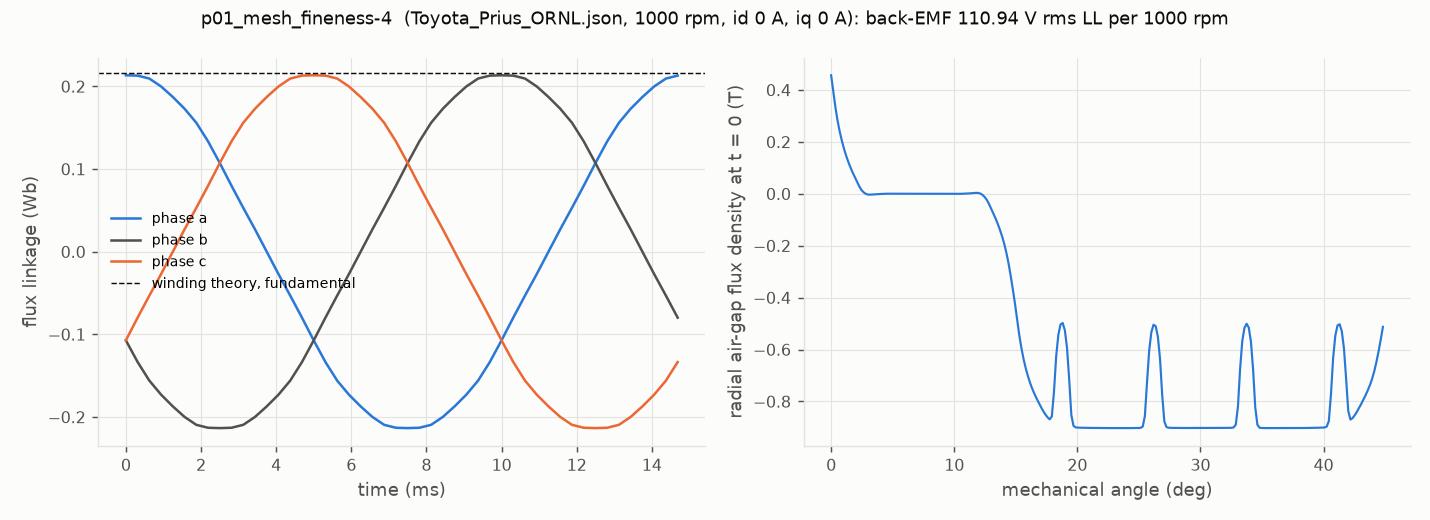 p01_mesh_fineness-4  (Toyota_Prius_ORNL.json, 1000 rpm, id 0 A, iq 0 A): back-EMF 110.94 V rms LL per 1000 rpm
flux linkage (Wb)
0.2
0.1
0.0
−0.1
−0.2
phase a
phase b
phase c
winding theory, fundamental
0 2 4 6 8 10 12 14
time (ms)
radial air-gap flux density at t = 0 (T)
0.4
0.2
0.0
−0.2
−0.4
−0.6
−0.8
0 10 20 30 40
mechanical angle (deg)